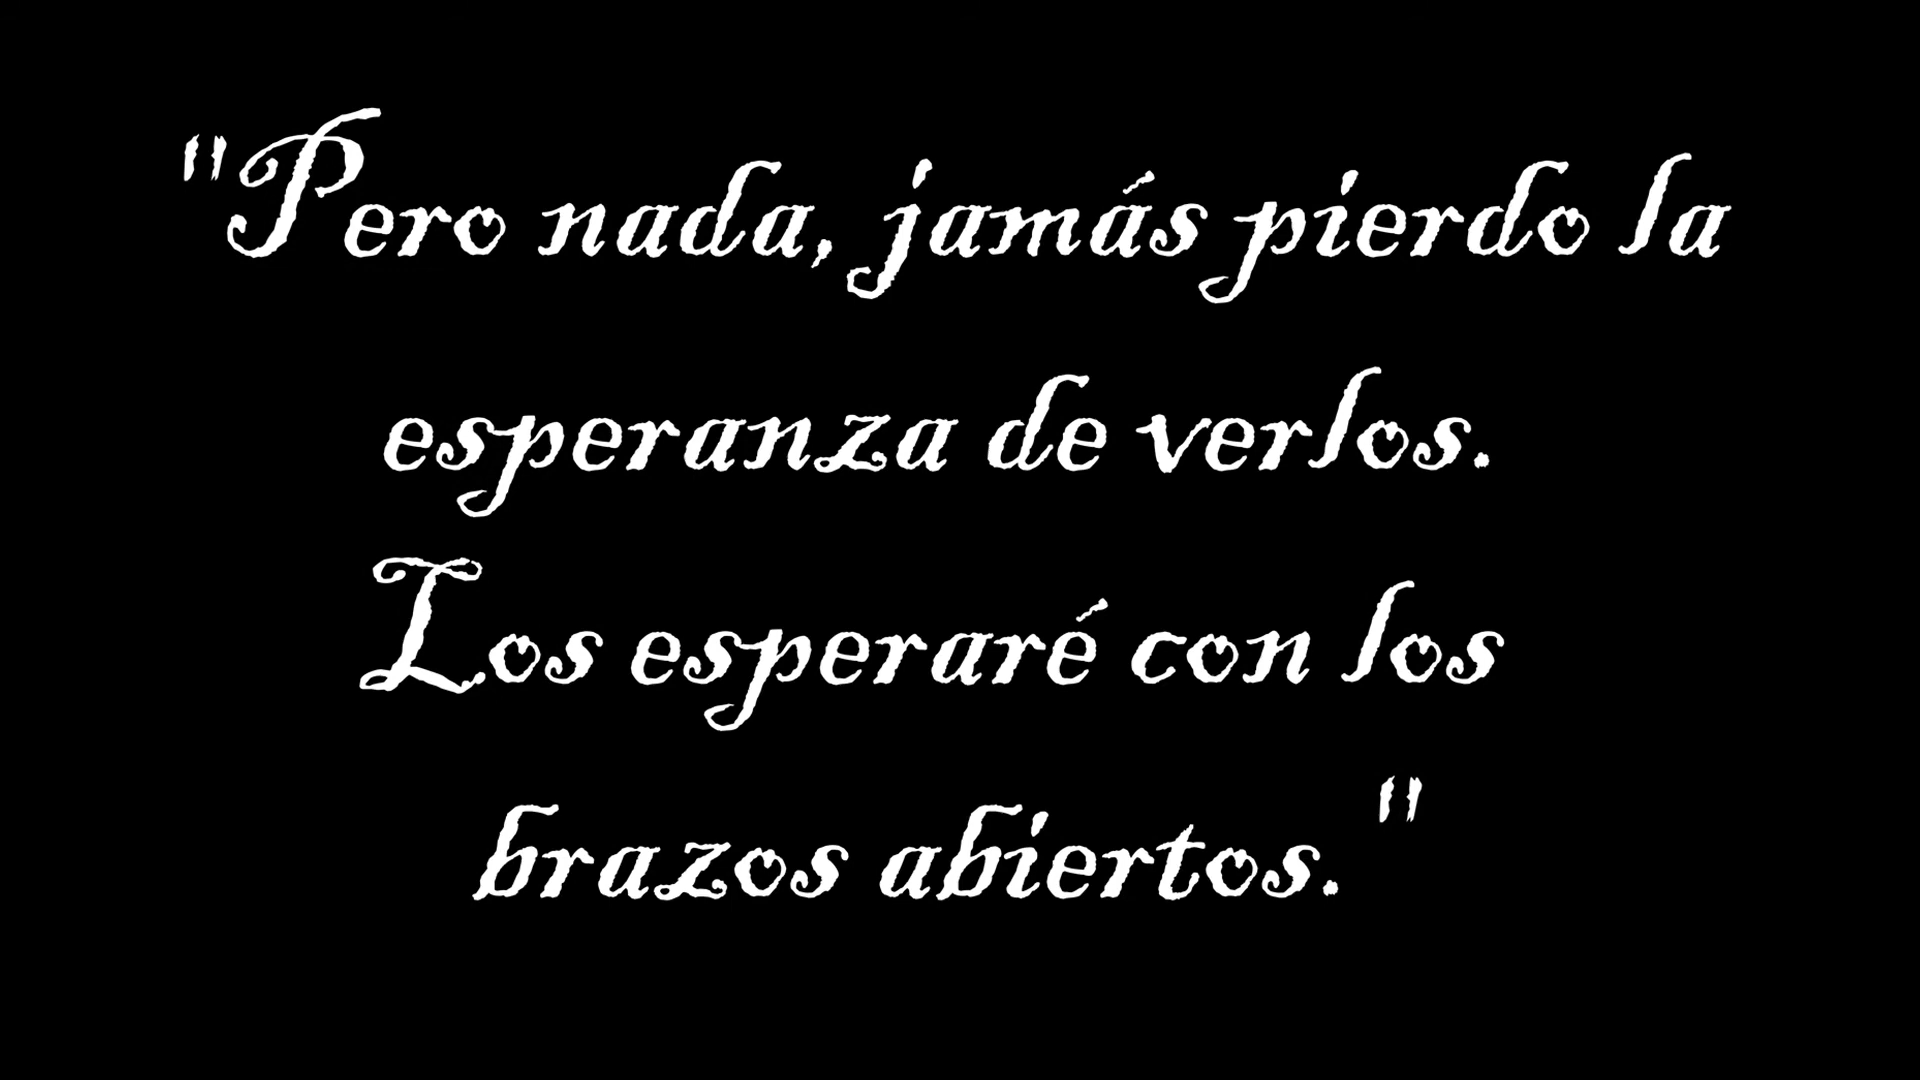 "Pero nada, jamás pierdo la
esperanza de verlos.
Los esperaré con los
brazos abiertos."